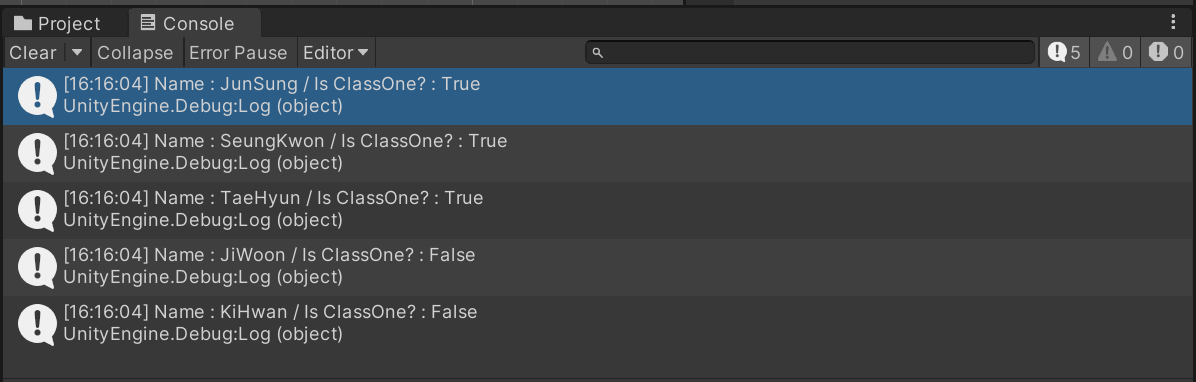 Project Console
Clear Collapse Error Pause Editor 5 0 0
[16:16:04] Name : JunSung / Is ClassOne? : True
UnityEngine.Debug:Log (object)
[16:16:04] Name : SeungKwon / Is ClassOne? : True
UnityEngine.Debug:Log (object)
[16:16:04] Name : TaeHyun / Is ClassOne? : True
UnityEngine.Debug:Log (object)
[16:16:04] Name : JiWoon / Is ClassOne? : False
UnityEngine.Debug:Log (object)
[16:16:04] Name : KiHwan / Is ClassOne? : False
UnityEngine.Debug:Log (object)